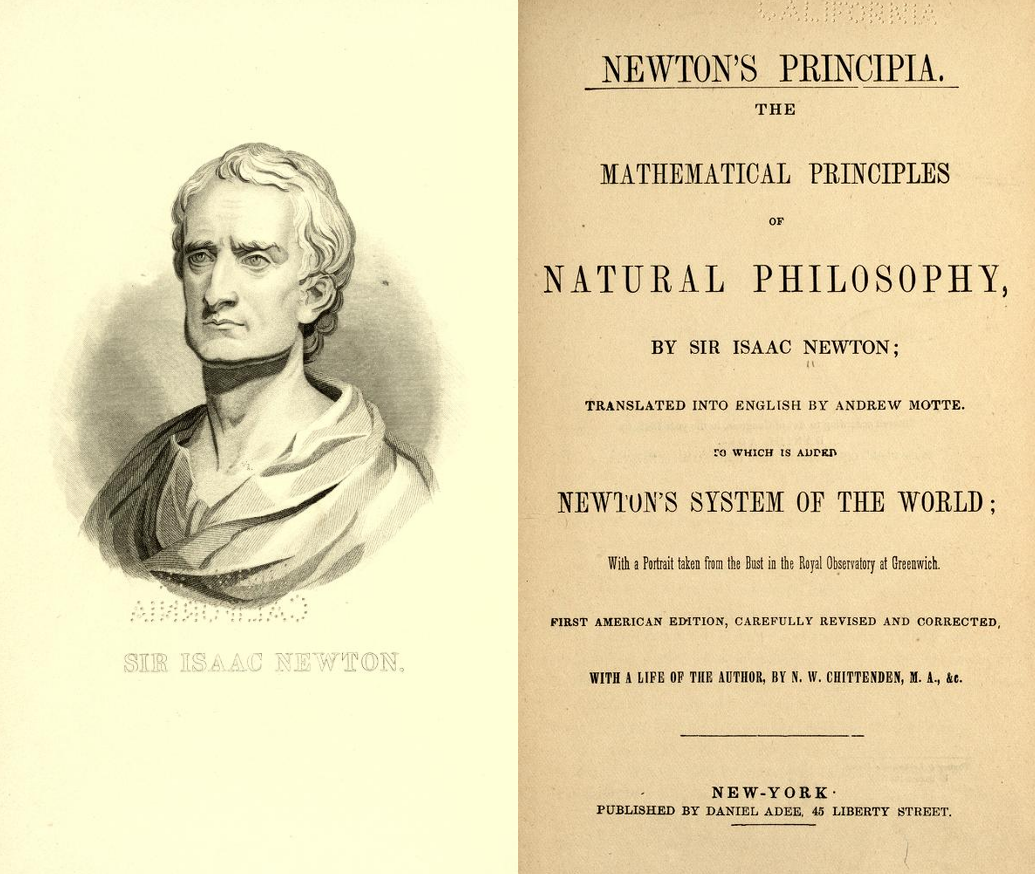 CALIFORNIA
SIR ISAAC NEWTON.
CALIFORNIA
NEWTON'S PRINCIPIA.
THE
MATHEMATICAL PRINCIPLES
OF
NATURAL PHILOSOPHY,
BY SIR ISAAC NEWTON;
TRANSLATED INTO ENGLISH BY ANDREW MOTTE.
TO WHICH IS ADDED
NEWTON'S SYSTEM OF THE WORLD;
With a Portrait taken from the Bust in the Royal Observatory at Greenwich.
FIRST AMERICAN EDITION, CAREFULLY REVISED AND CORRECTED,
WITH A LIFE OF THE AUTHOR, BY N. W. CHITTENDEN, M. A., &c.
NEW-YORK
PUBLISHED BY DANIEL ADEE, 45 LIBERTY STREET.